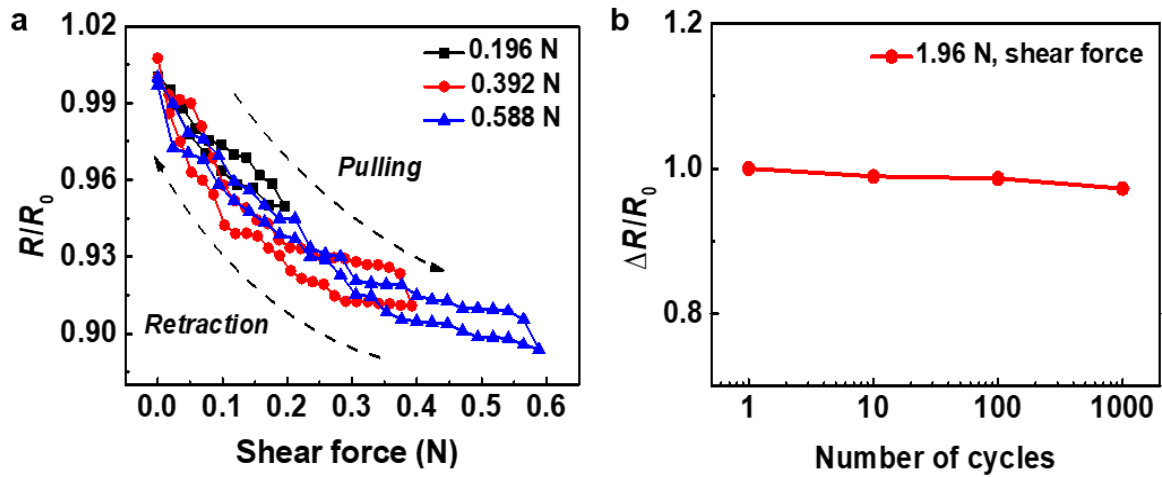 a
1.02
0.99
0.96
0.93
0.90
R/R0
0.196 N
0.392 N
0.588 N
Pulling
Retraction
0.0 0.1 0.2 0.3 0.4 0.5 0.6
Shear force (N)
b
1.2
1.0
0.8
ΔR/R0
1.96 N, shear force
1 10 100 1000
Number of cycles